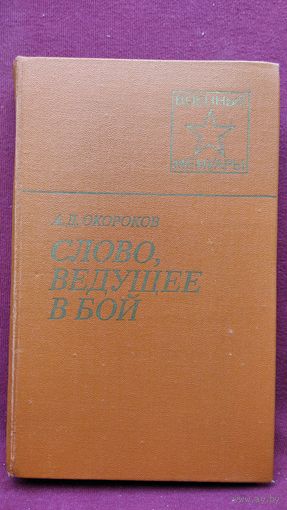 ВОЕННЫЕ
МЕМУАРЫ
А.Д. ОКОРОКОВ
СЛОВО,
ВЕДУЩЕЕ
В БОЙ